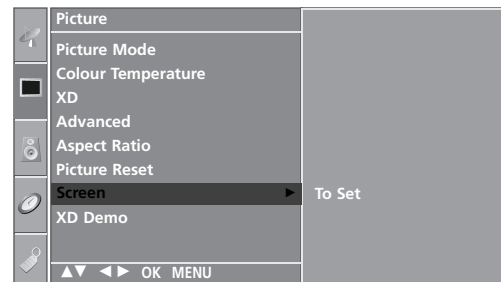 Picture
Picture Mode
Colour Temperature
XD
Advanced
Aspect Ratio
Picture Reset
Screen ► To Set
XD Demo
▲▼ ◄► OK MENU